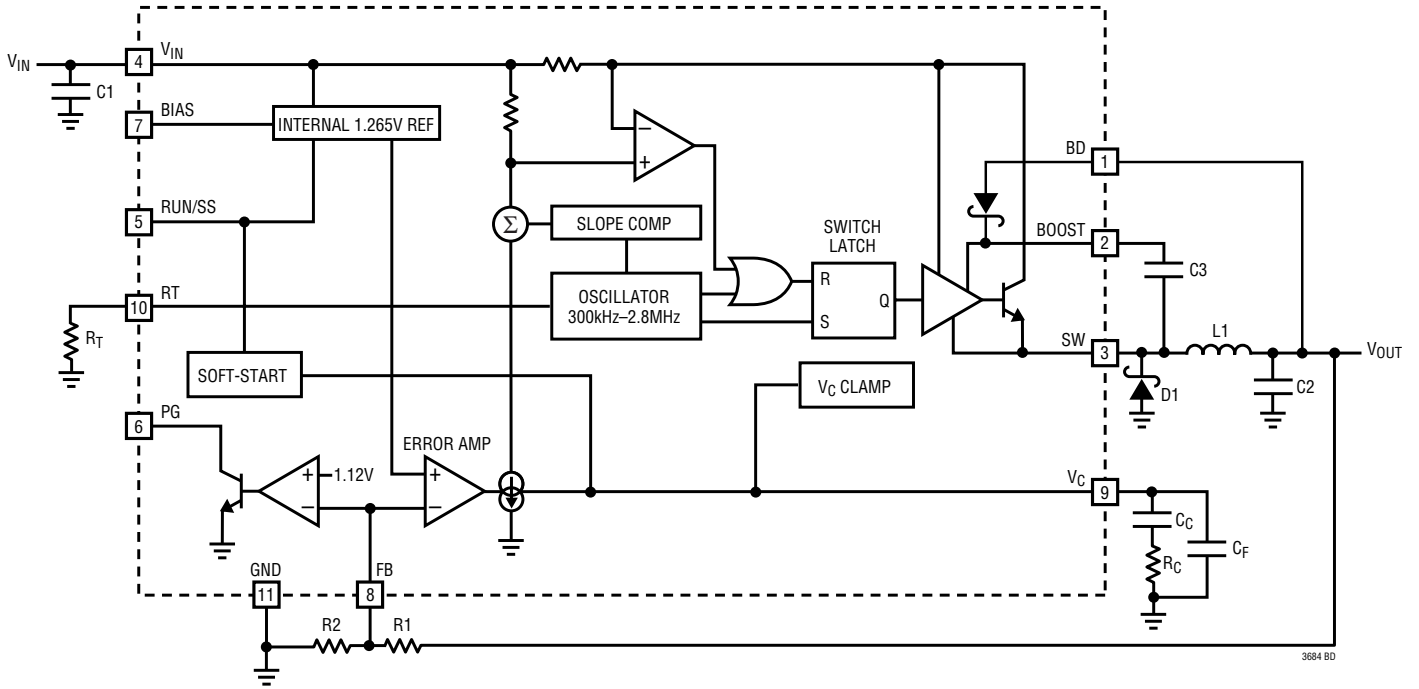 VIN
4
VIN
C1
7
BIAS
INTERNAL 1.265V REF
−
+
BD
1
5
RUN/SS
Σ
SLOPE COMP
SWITCH
LATCH
BOOST
2
C3
10
RT
OSCILLATOR
300kHz–2.8MHz
R
Q
S
RT
SW
3
L1
VOUT
SOFT-START
VC CLAMP
D1
C2
6
PG
ERROR AMP
+
1.12V
−
+
−
VC
9
CC
CF
RC
GND
11
FB
8
R2
R1
3684 BD